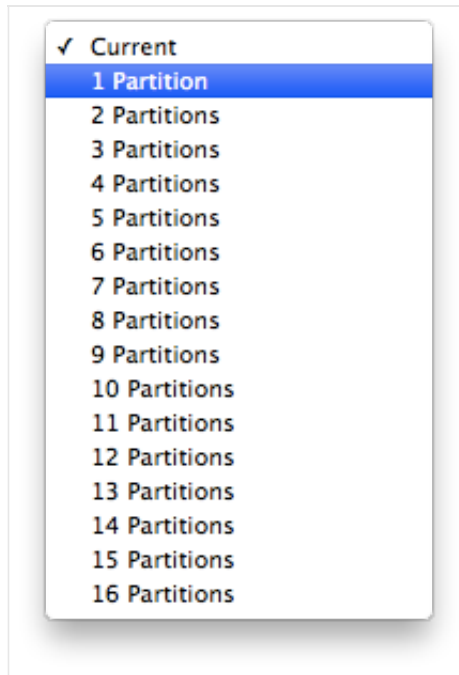 ✓ Current
1 Partition
2 Partitions
3 Partitions
4 Partitions
5 Partitions
6 Partitions
7 Partitions
8 Partitions
9 Partitions
10 Partitions
11 Partitions
12 Partitions
13 Partitions
14 Partitions
15 Partitions
16 Partitions